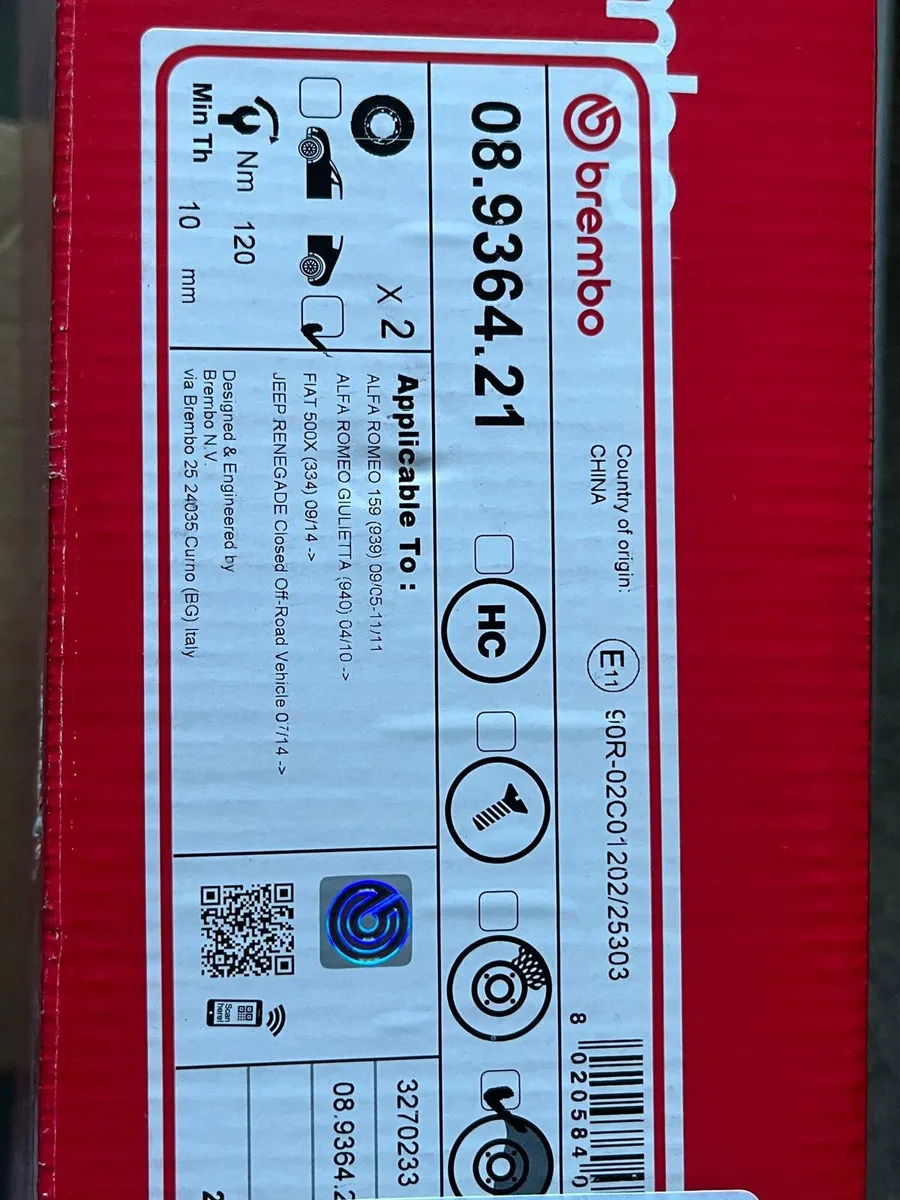 brembo
Country of origin:
CHINA
E11 90R-02C01202/25303
8 020584 0
08.9364.21
HC
X 2
Nm 120
Min Th 10 mm
Applicable To :
ALFA ROMEO 159 (939) 09/05-11/11
ALFA ROMEO GIULIETTA (940) 04/10 ->
FIAT 500X (334) 09/14 ->
JEEP RENEGADE Closed Off-Road Vehicle 07/14 ->
Designed & Engineered by
Brembo N.V.
via Brembo 25 24035 Curno (BG) Italy
Scan
here!
3270233
08.9364.2